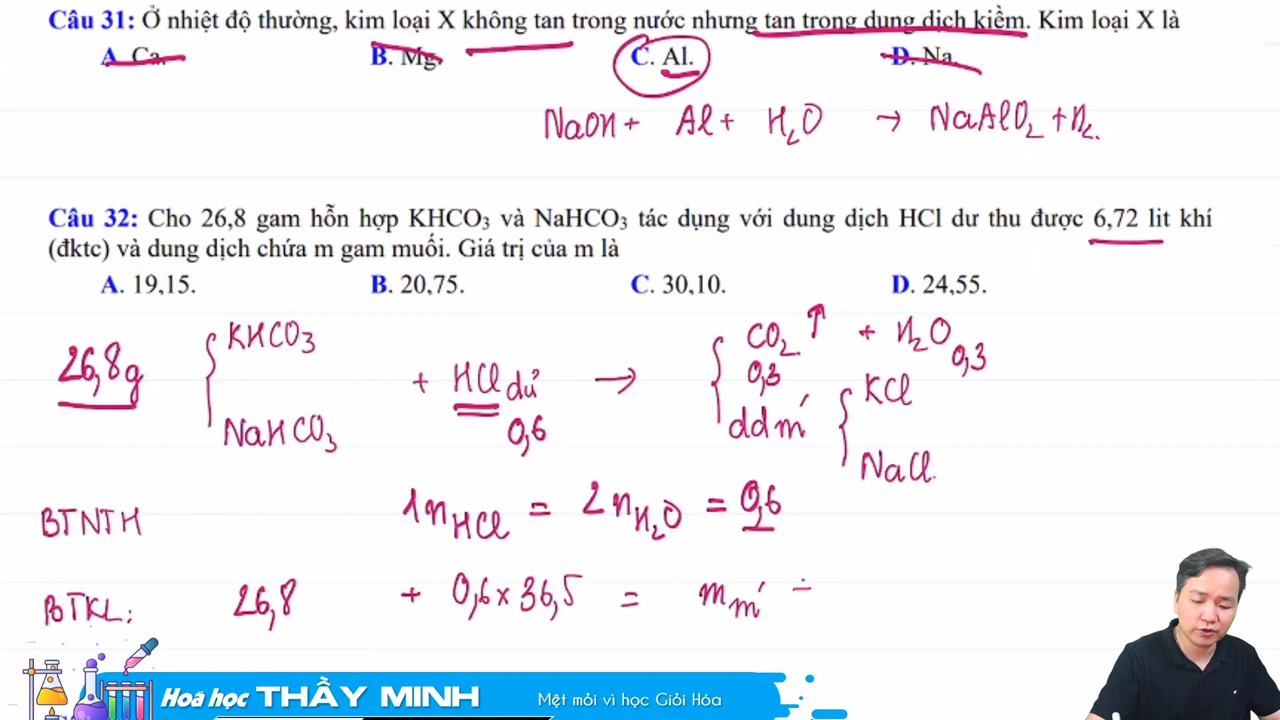 Câu 31: Ở nhiệt độ thường, kim loại X không tan trong nước nhưng tan trong dung dịch kiềm. Kim loại X là
A. Ca. B. Mg. C. Al. D. Na.
NaOH + Al + H₂O → NaAlO₂ + H₂.
Câu 32: Cho 26,8 gam hỗn hợp KHCO₃ và NaHCO₃ tác dụng với dung dịch HCl dư thu được 6,72 lit khí
(đktc) và dung dịch chứa m gam muối. Giá trị của m là
A. 19,15. B. 20,75. C. 30,10. D. 24,55.
KHCO₃ CO₂ ↑ + H₂O
26,8g + HCl dư → 0,3 0,3
KCl
NaHCO₃ 0,6 dd m'
NaCl
BTNT H 1n HCl = 2n H₂O = 0,6
BTKL: 26,8 + 0,6 x 36,5 = m m' +
Hoá học THẦY MINH Mệt mỏi vì học Giỏi Hóa